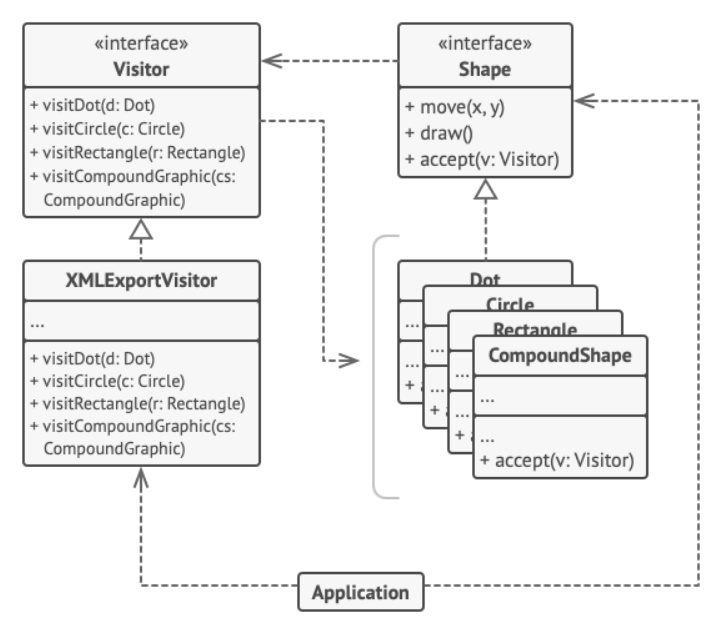 «interface»
Visitor
+ visitDot(d: Dot)
+ visitCircle(c: Circle)
+ visitRectangle(r: Rectangle)
+ visitCompoundGraphic(cs:
CompoundGraphic)
«interface»
Shape
+ move(x, y)
+ draw()
+ accept(v: Visitor)
XMLExportVisitor
...
+ visitDot(d: Dot)
+ visitCircle(c: Circle)
+ visitRectangle(r: Rectangle)
+ visitCompoundGraphic(cs:
CompoundGraphic)
Dot
...
...
+ a
Circle
...
...
+
Rectangle
...
...
+ a
CompoundShape
...
...
+ accept(v: Visitor)
Application